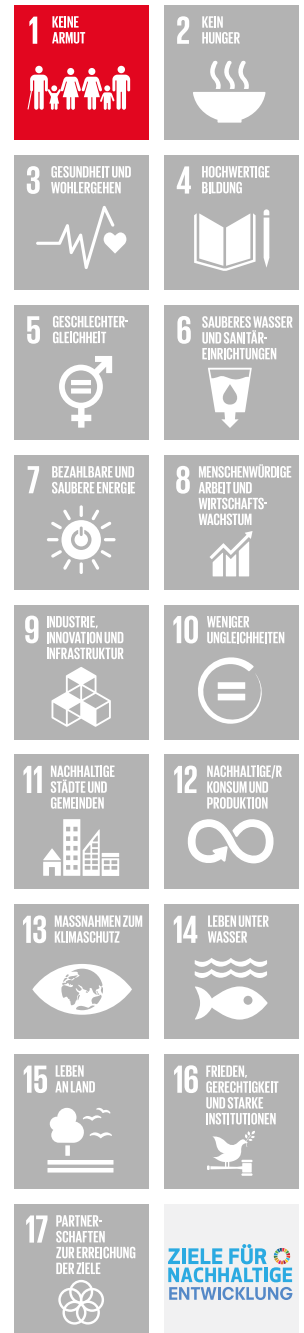 1 KEINE
ARMUT
2 KEIN
HUNGER
3 GESUNDHEIT UND
WOHLERGEHEN
4 HOCHWERTIGE
BILDUNG
5 GESCHLECHTER-
GLEICHHEIT
6 SAUBERES WASSER
UND SANITÄR-
EINRICHTUNGEN
7 BEZAHLBARE UND
SAUBERE ENERGIE
8 MENSCHENWÜRDIGE
ARBEIT UND
WIRTSCHAFTS-
WACHSTUM
9 INDUSTRIE,
INNOVATION UND
INFRASTRUKTUR
10 WENIGER
UNGLEICHHEITEN
11 NACHHALTIGE
STÄDTE UND
GEMEINDEN
12 NACHHALTIGE/R
KONSUM UND
PRODUKTION
13 MASSNAHMEN ZUM
KLIMASCHUTZ
14 LEBEN UNTER
WASSER
15 LEBEN
AN LAND
16 FRIEDEN,
GERECHTIGKEIT
UND STARKE
INSTITUTIONEN
17 PARTNER-
SCHAFTEN
ZUR ERREICHUNG
DER ZIELE
ZIELE FÜR
NACHHALTIGE
ENTWICKLUNG